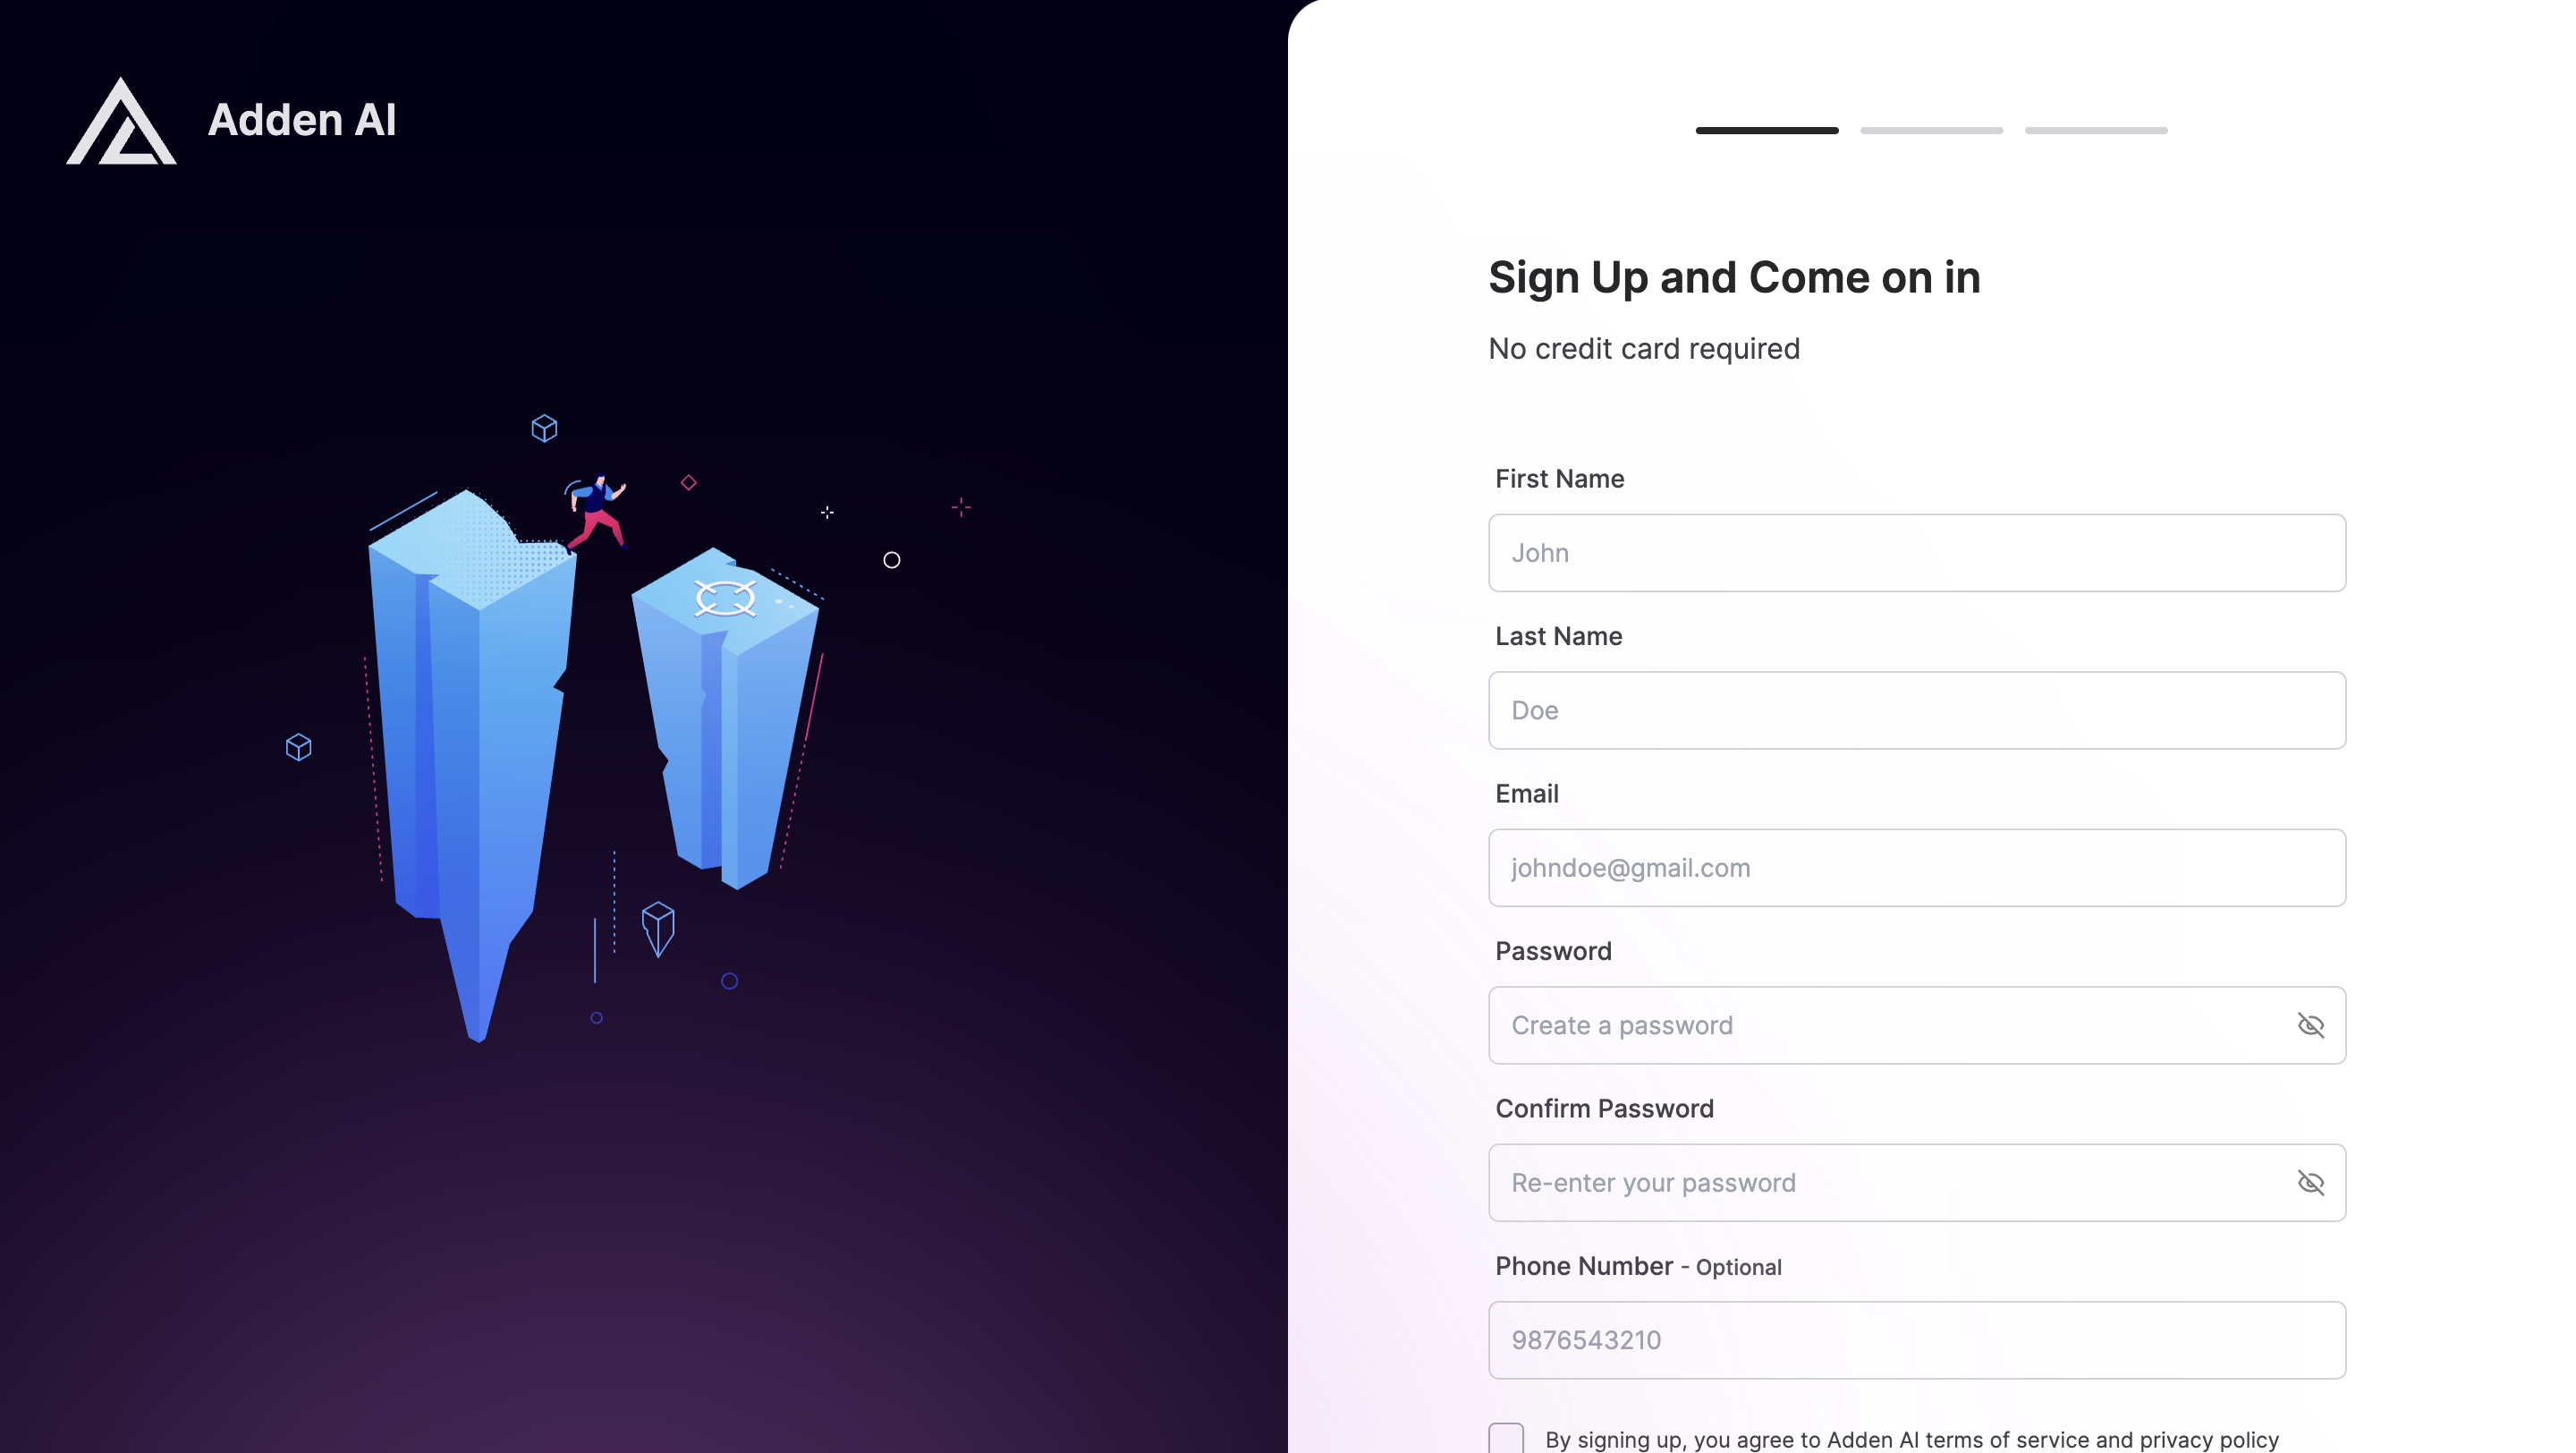 Adden AI
Sign Up and Come on in
No credit card required
First Name
John
Last Name
Doe
Email
johndoe@gmail.com
Password
Create a password
Confirm Password
Re-enter your password
Phone Number - Optional
9876543210
By signing up, you agree to Adden AI terms of service and privacy policy